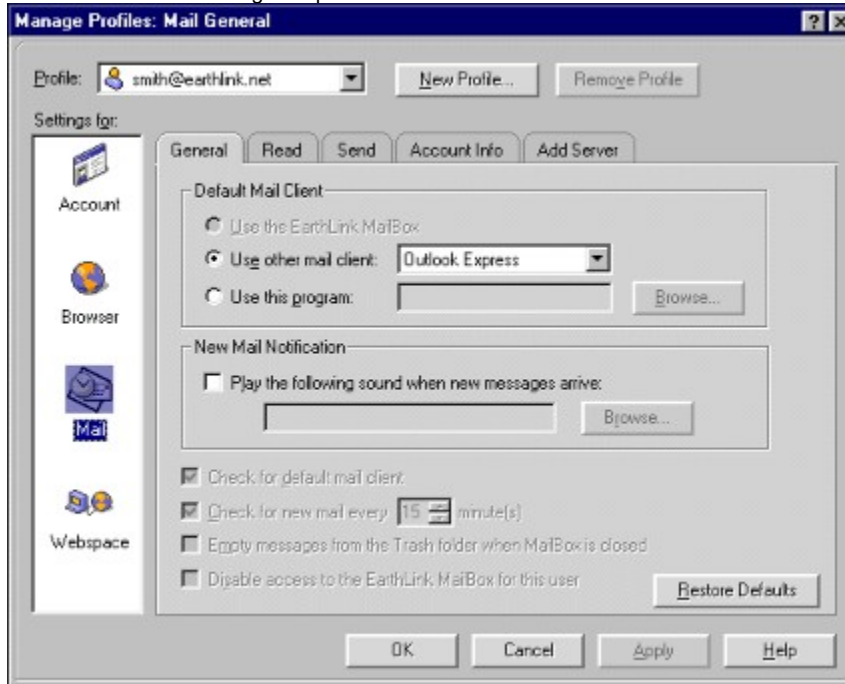 Manage Profiles: Mail General
Profile: smith@earthlink.net New Profile... Remove Profile
Settings for:
General Read Send Account Info Add Server
Account
Browser
Mail
Webspace
Default Mail Client
Use the EarthLink MailBox
Use other mail client: Outlook Express
Use this program: Browse...
New Mail Notification
Play the following sound when new messages arrive:
Browse...
Check for default mail client
Check for new mail every 15 minute(s)
Empty messages from the Trash folder when MailBox is closed
Disable access to the EarthLink MailBox for this user
Restore Defaults
OK Cancel Apply Help